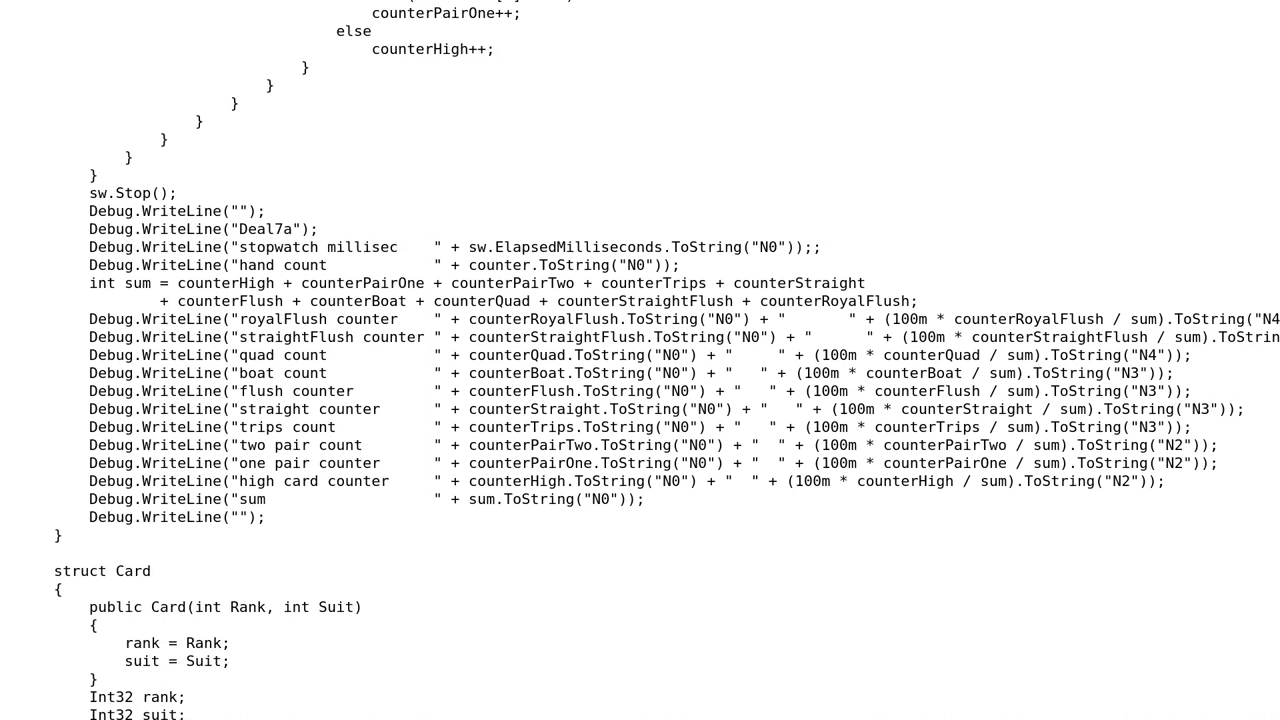 counterPairOne++;
else
counterHigh++;
}
}
}
}
}
}
}
sw.Stop();
Debug.WriteLine("");
Debug.WriteLine("Deal7a");
Debug.WriteLine("stopwatch millisec    " + sw.ElapsedMilliseconds.ToString("N0"));;
Debug.WriteLine("hand count            " + counter.ToString("N0"));
int sum = counterHigh + counterPairOne + counterPairTwo + counterTrips + counterStraight
+ counterFlush + counterBoat + counterQuad + counterStraightFlush + counterRoyalFlush;
Debug.WriteLine("royalFlush counter    " + counterRoyalFlush.ToString("N0") + "       " + (100m * counterRoyalFlush / sum).ToString("N4
Debug.WriteLine("straightFlush counter " + counterStraightFlush.ToString("N0") + "      " + (100m * counterStraightFlush / sum).ToStrin
Debug.WriteLine("quad count            " + counterQuad.ToString("N0") + "     " + (100m * counterQuad / sum).ToString("N4"));
Debug.WriteLine("boat count            " + counterBoat.ToString("N0") + "   " + (100m * counterBoat / sum).ToString("N3"));
Debug.WriteLine("flush counter         " + counterFlush.ToString("N0") + "   " + (100m * counterFlush / sum).ToString("N3"));
Debug.WriteLine("straight counter      " + counterStraight.ToString("N0") + "   " + (100m * counterStraight / sum).ToString("N3"));
Debug.WriteLine("trips count           " + counterTrips.ToString("N0") + "   " + (100m * counterTrips / sum).ToString("N3"));
Debug.WriteLine("two pair count        " + counterPairTwo.ToString("N0") + "  " + (100m * counterPairTwo / sum).ToString("N2"));
Debug.WriteLine("one pair counter      " + counterPairOne.ToString("N0") + "  " + (100m * counterPairOne / sum).ToString("N2"));
Debug.WriteLine("high card counter     " + counterHigh.ToString("N0") + "  " + (100m * counterHigh / sum).ToString("N2"));
Debug.WriteLine("sum                   " + sum.ToString("N0"));
Debug.WriteLine("");
}
struct Card
{
public Card(int Rank, int Suit)
{
rank = Rank;
suit = Suit;
}
Int32 rank;
Int32 suit;